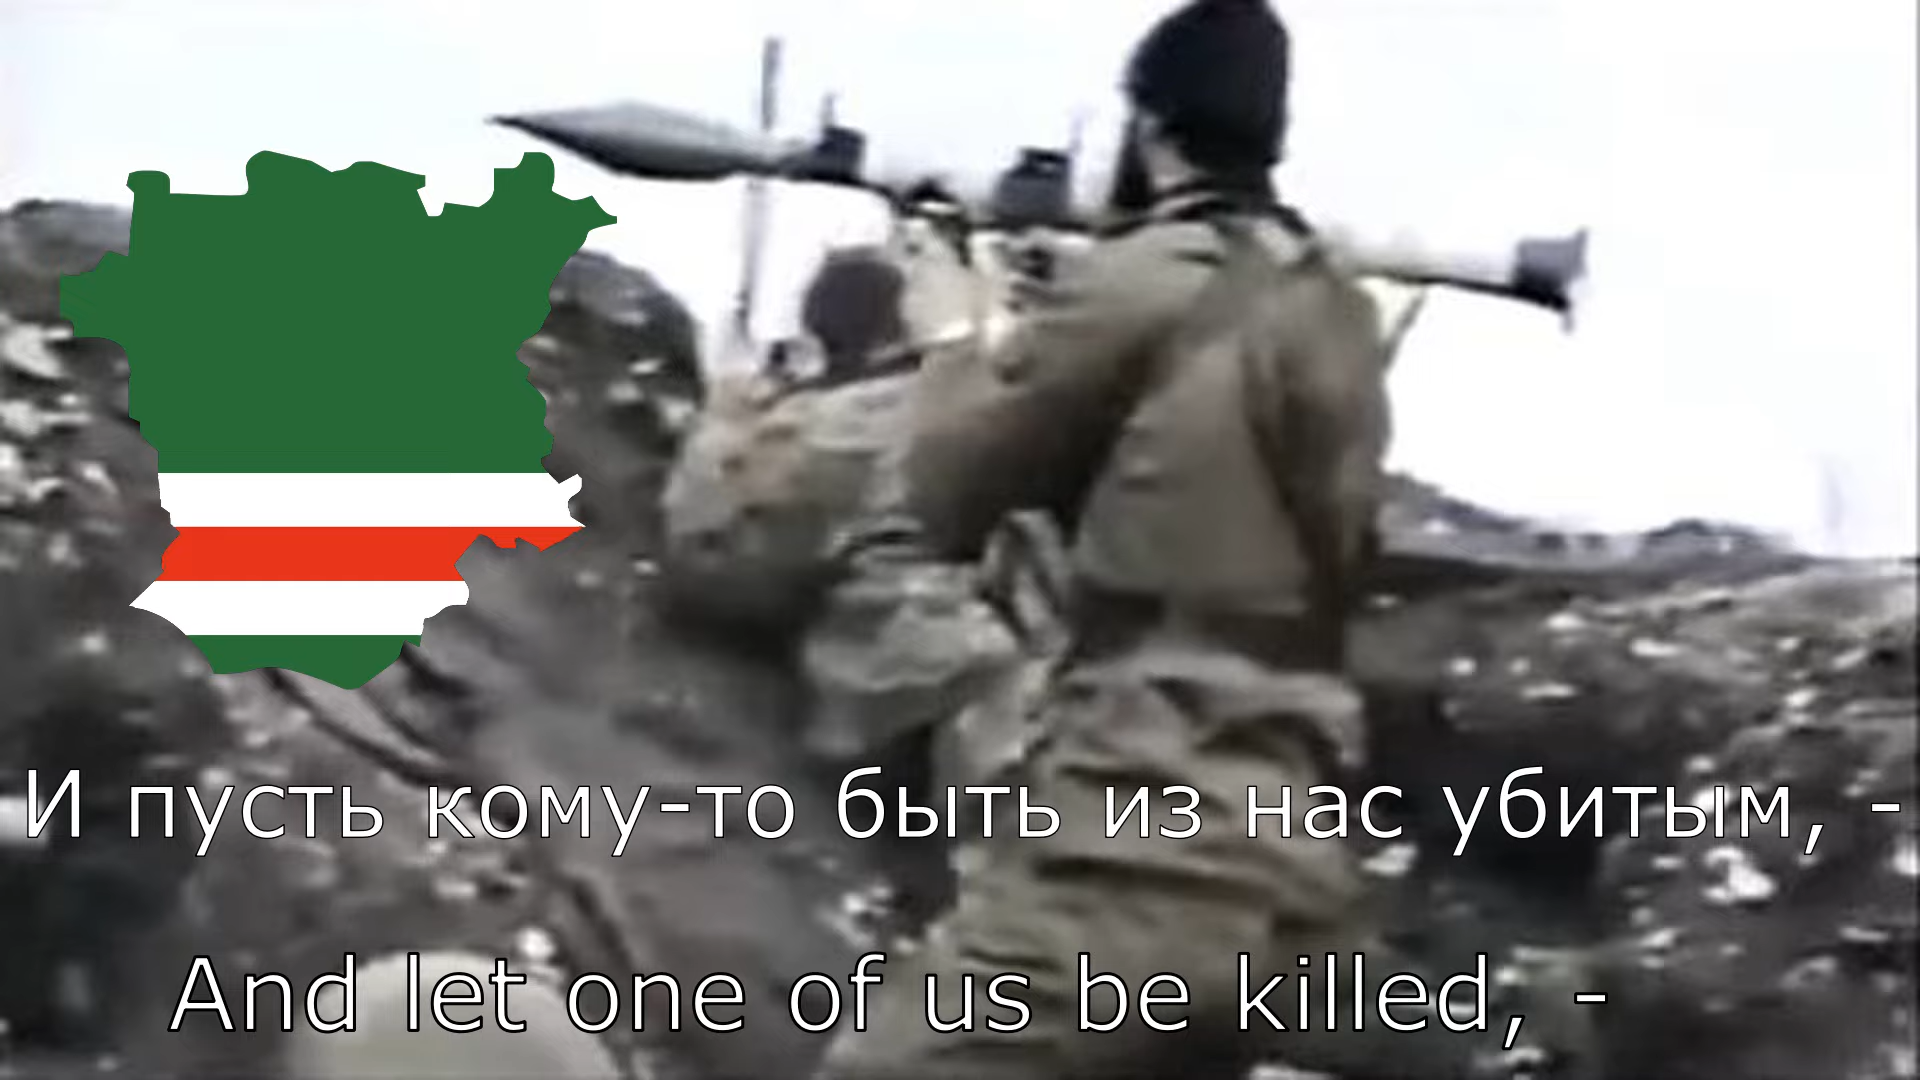 И пусть кому-то быть из нас убитым, -
And let one of us be killed, -